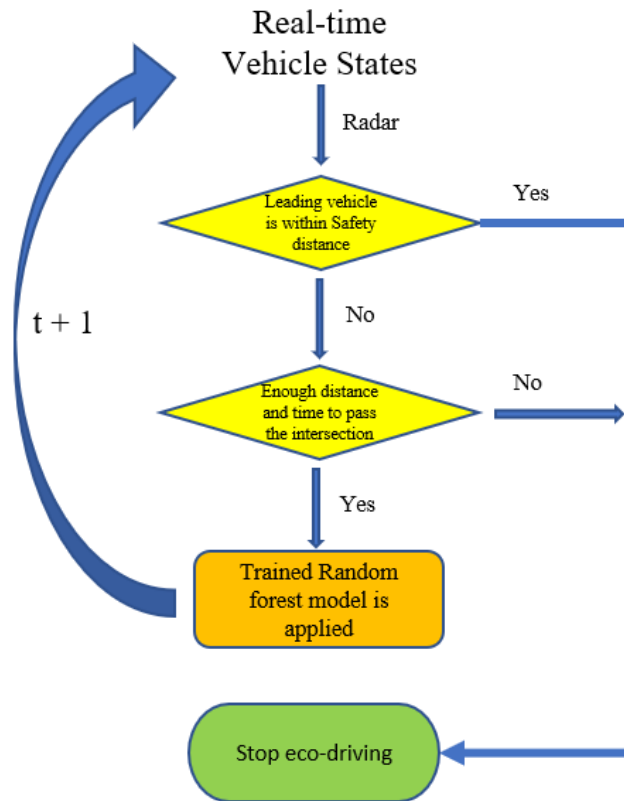 Real-time
Vehicle States
Radar
Leading vehicle
is within Safety
distance
Yes
No
t + 1
Enough distance
and time to pass
the intersection
No
Yes
Trained Random
forest model is
applied
Stop eco-driving